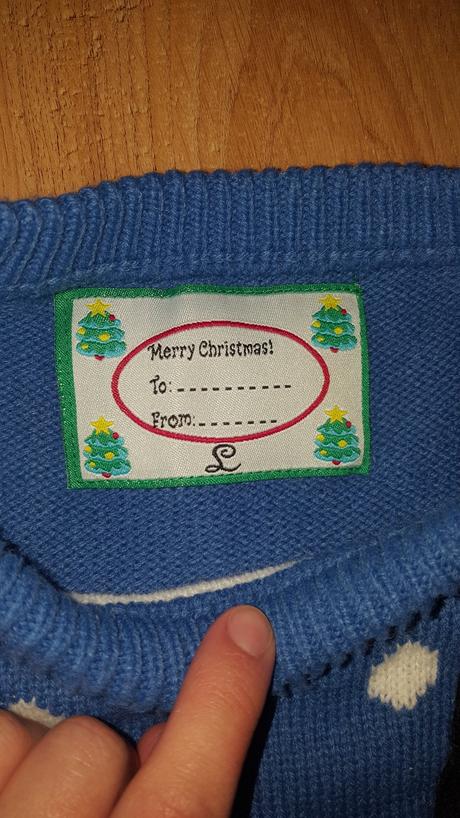 Merry Christmas!
To:------------
From:--------
L